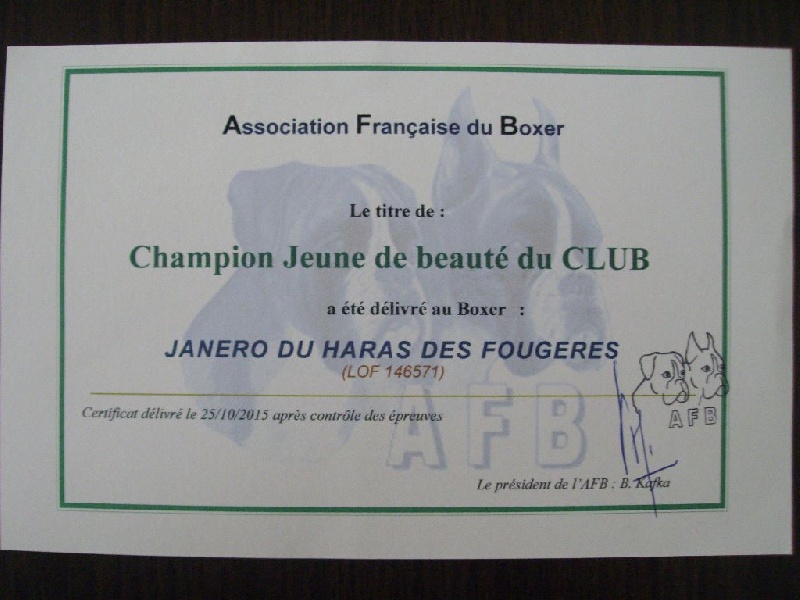 Association Française du Boxer
Le titre de :
Champion Jeune de beauté du CLUB
a été délivré au Boxer :
JANERO DU HARAS DES FOUGERES
(LOF 146571)
Certificat délivré le 25/10/2015 après contrôle des épreuves
AFB
AFB
Le président de l'AFB : B. Kafka